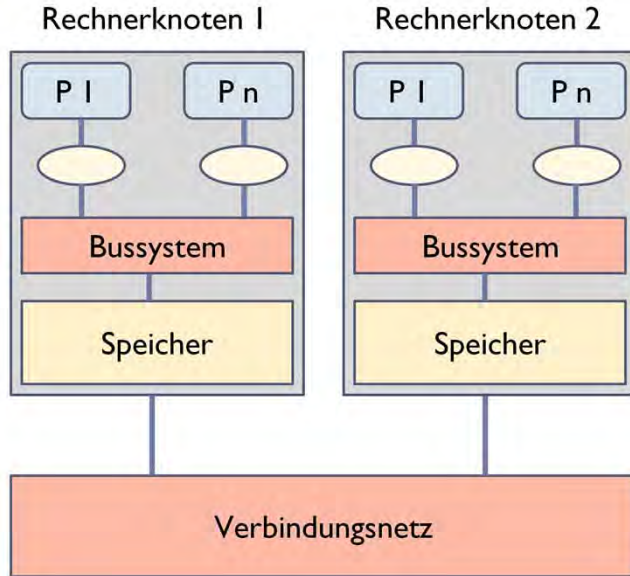 Rechnerknoten 1
Rechnerknoten 2
P 1
P n
P 1
P n
Bussystem
Bussystem
Speicher
Speicher
Verbindungsnetz